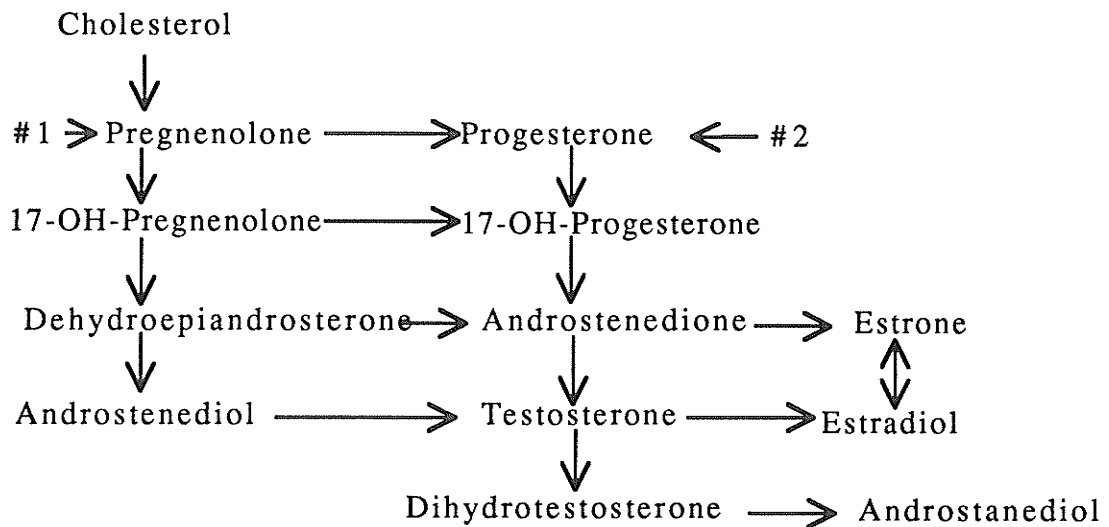 Cholesterol
#1 Pregnenolone Progesterone #2
17-OH-Pregnenolone 17-OH-Progesterone
Dehydroepiandrosterone Androstenedione Estrone
Androstenediol Testosterone Estradiol
Dihydrotestosterone Androstanediol